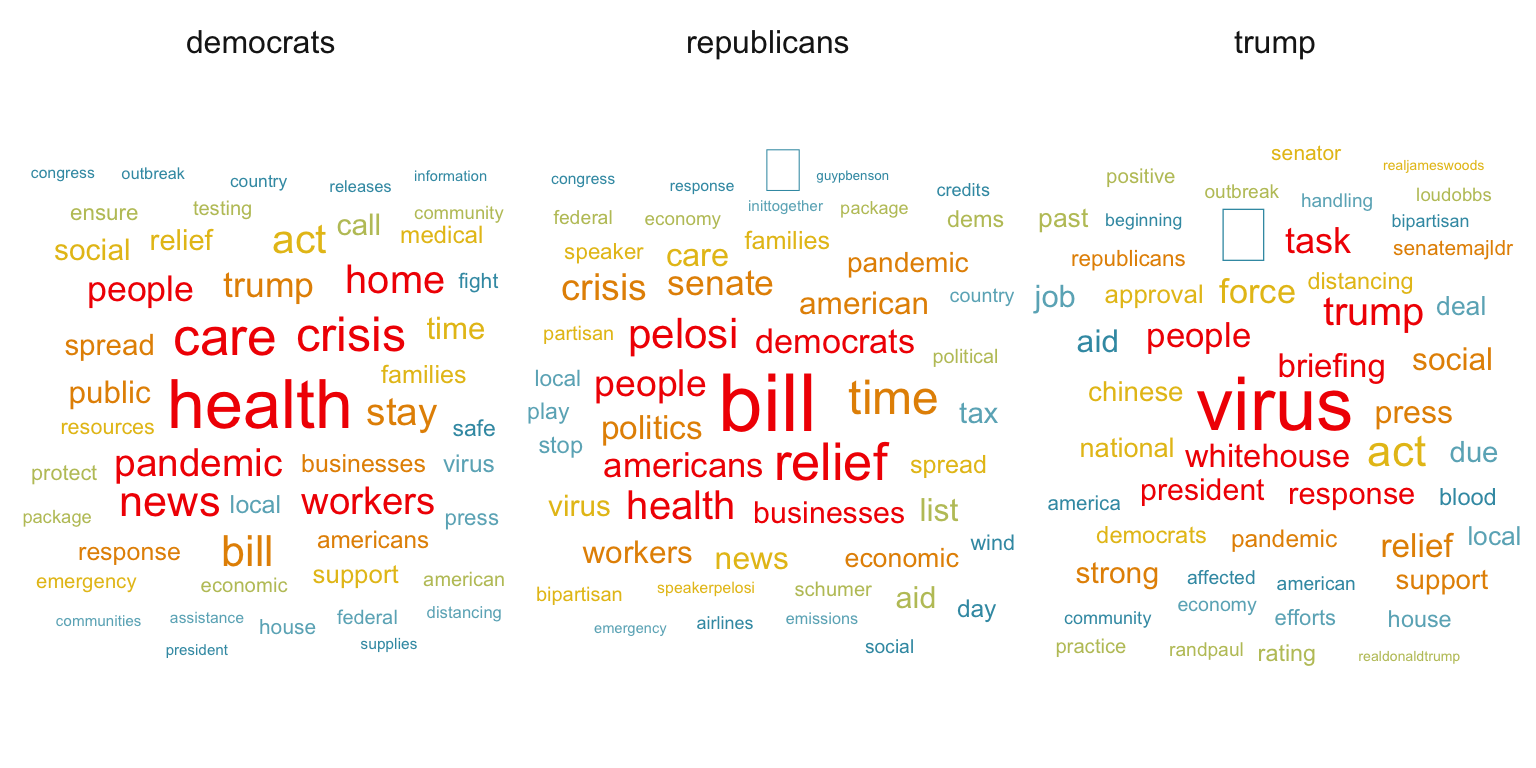 democrats republicans trump
congress outbreak country releases information
ensure testing call community
social relief act medical
people trump home fight
spread care crisis time
public health families stay
resources safe
protect pandemic businesses virus
package news local workers press
response bill americans
emergency economic support american
communities assistance house federal distancing
president supplies
congress response guypbenson credits
federal economy inittogether package dems
speaker care families
crisis senate american pandemic country
partisan pelosi democrats political
local people bill time tax
play politics
stop americans relief spread
virus health businesses list
workers news economic wind
bipartisan speakerpelosi schumer aid day
emergency airlines emissions
social
senator realjameswoods
positive outbreak handling loudobbs
past beginning task bipartisan
republicans senatemajldr
job approval force distancing
aid people trump deal
briefing social
chinese virus press
national whitehouse act due
america president response blood
democrats pandemic relief local
strong affected american support
community economy efforts house
practice randpaul rating realdonaldtrump